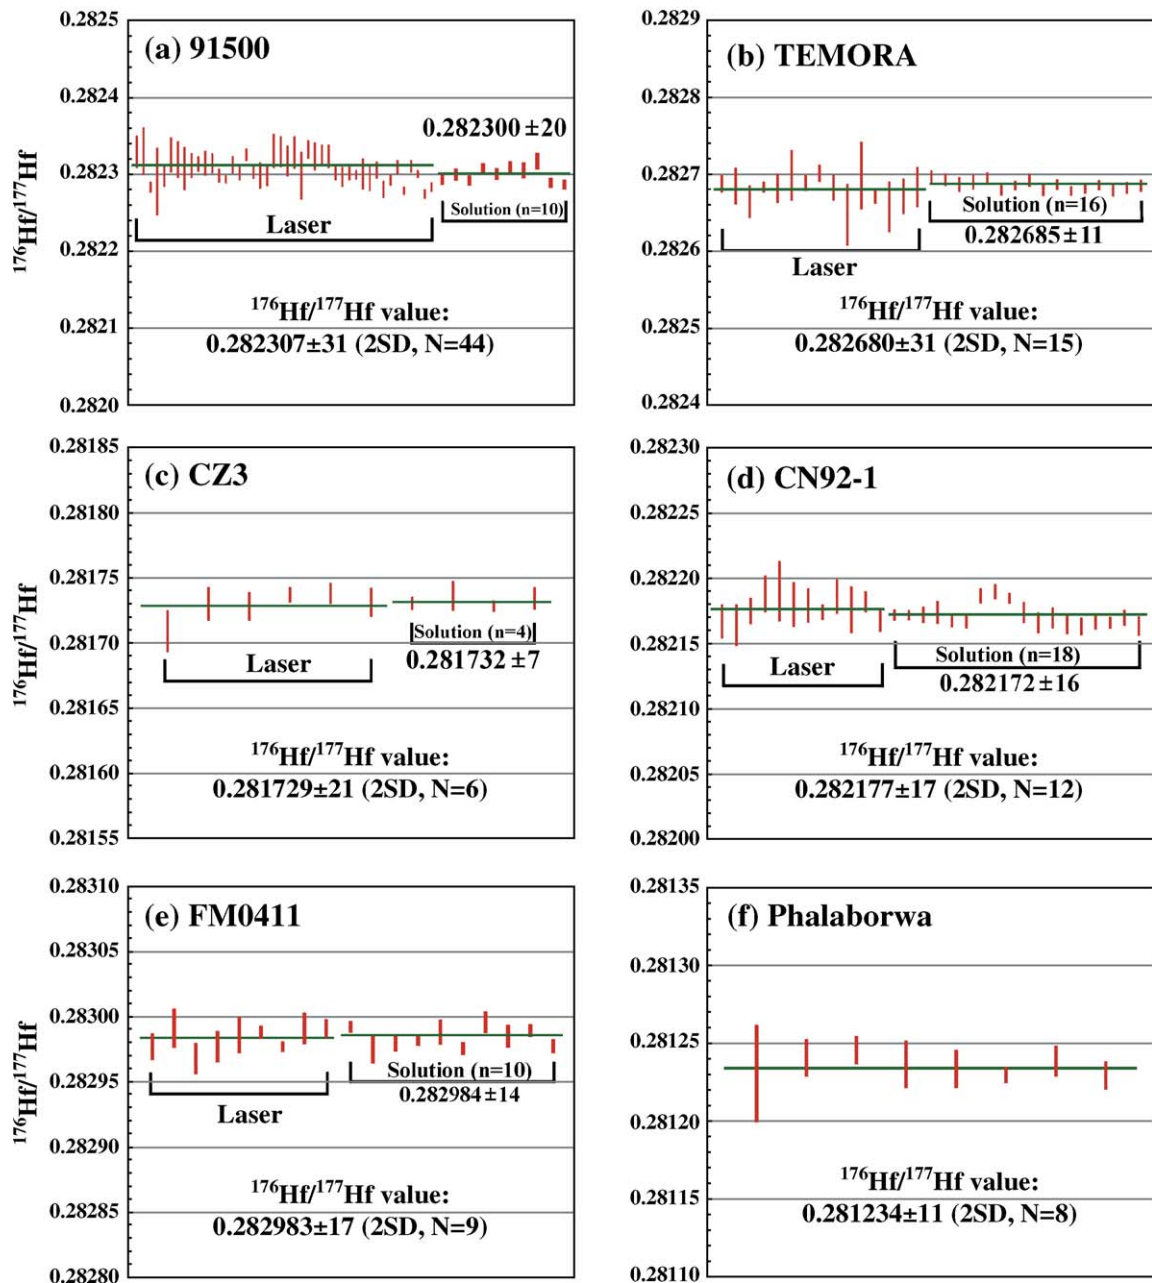 (a) 91500
0.2825
0.2824
0.2823
0.2822
0.2821
0.2820
¹⁷⁶Hf/¹⁷⁷Hf
0.282300±20
Solution (n=10)
Laser
¹⁷⁶Hf/¹⁷⁷Hf value:
0.282307±31 (2SD, N=44)
(b) TEMORA
0.2829
0.2828
0.2827
0.2826
0.2825
0.2824
Solution (n=16)
0.282685±11
Laser
¹⁷⁶Hf/¹⁷⁷Hf value:
0.282680±31 (2SD, N=15)
(c) CZ3
0.28185
0.28180
0.28175
0.28170
0.28165
0.28160
0.28155
¹⁷⁶Hf/¹⁷⁷Hf
Solution (n=4)
0.281732±7
Laser
¹⁷⁶Hf/¹⁷⁷Hf value:
0.281729±21 (2SD, N=6)
(d) CN92-1
0.28230
0.28225
0.28220
0.28215
0.28210
0.28205
0.28200
Solution (n=18)
0.282172±16
Laser
¹⁷⁶Hf/¹⁷⁷Hf value:
0.282177±17 (2SD, N=12)
(e) FM0411
0.28310
0.28305
0.28300
0.28295
0.28290
0.28285
0.28280
¹⁷⁶Hf/¹⁷⁷Hf
Solution (n=10)
0.282984±14
Laser
¹⁷⁶Hf/¹⁷⁷Hf value:
0.282983±17 (2SD, N=9)
(f) Phalaborwa
0.28135
0.28130
0.28125
0.28120
0.28115
0.28110
¹⁷⁶Hf/¹⁷⁷Hf value:
0.281234±11 (2SD, N=8)